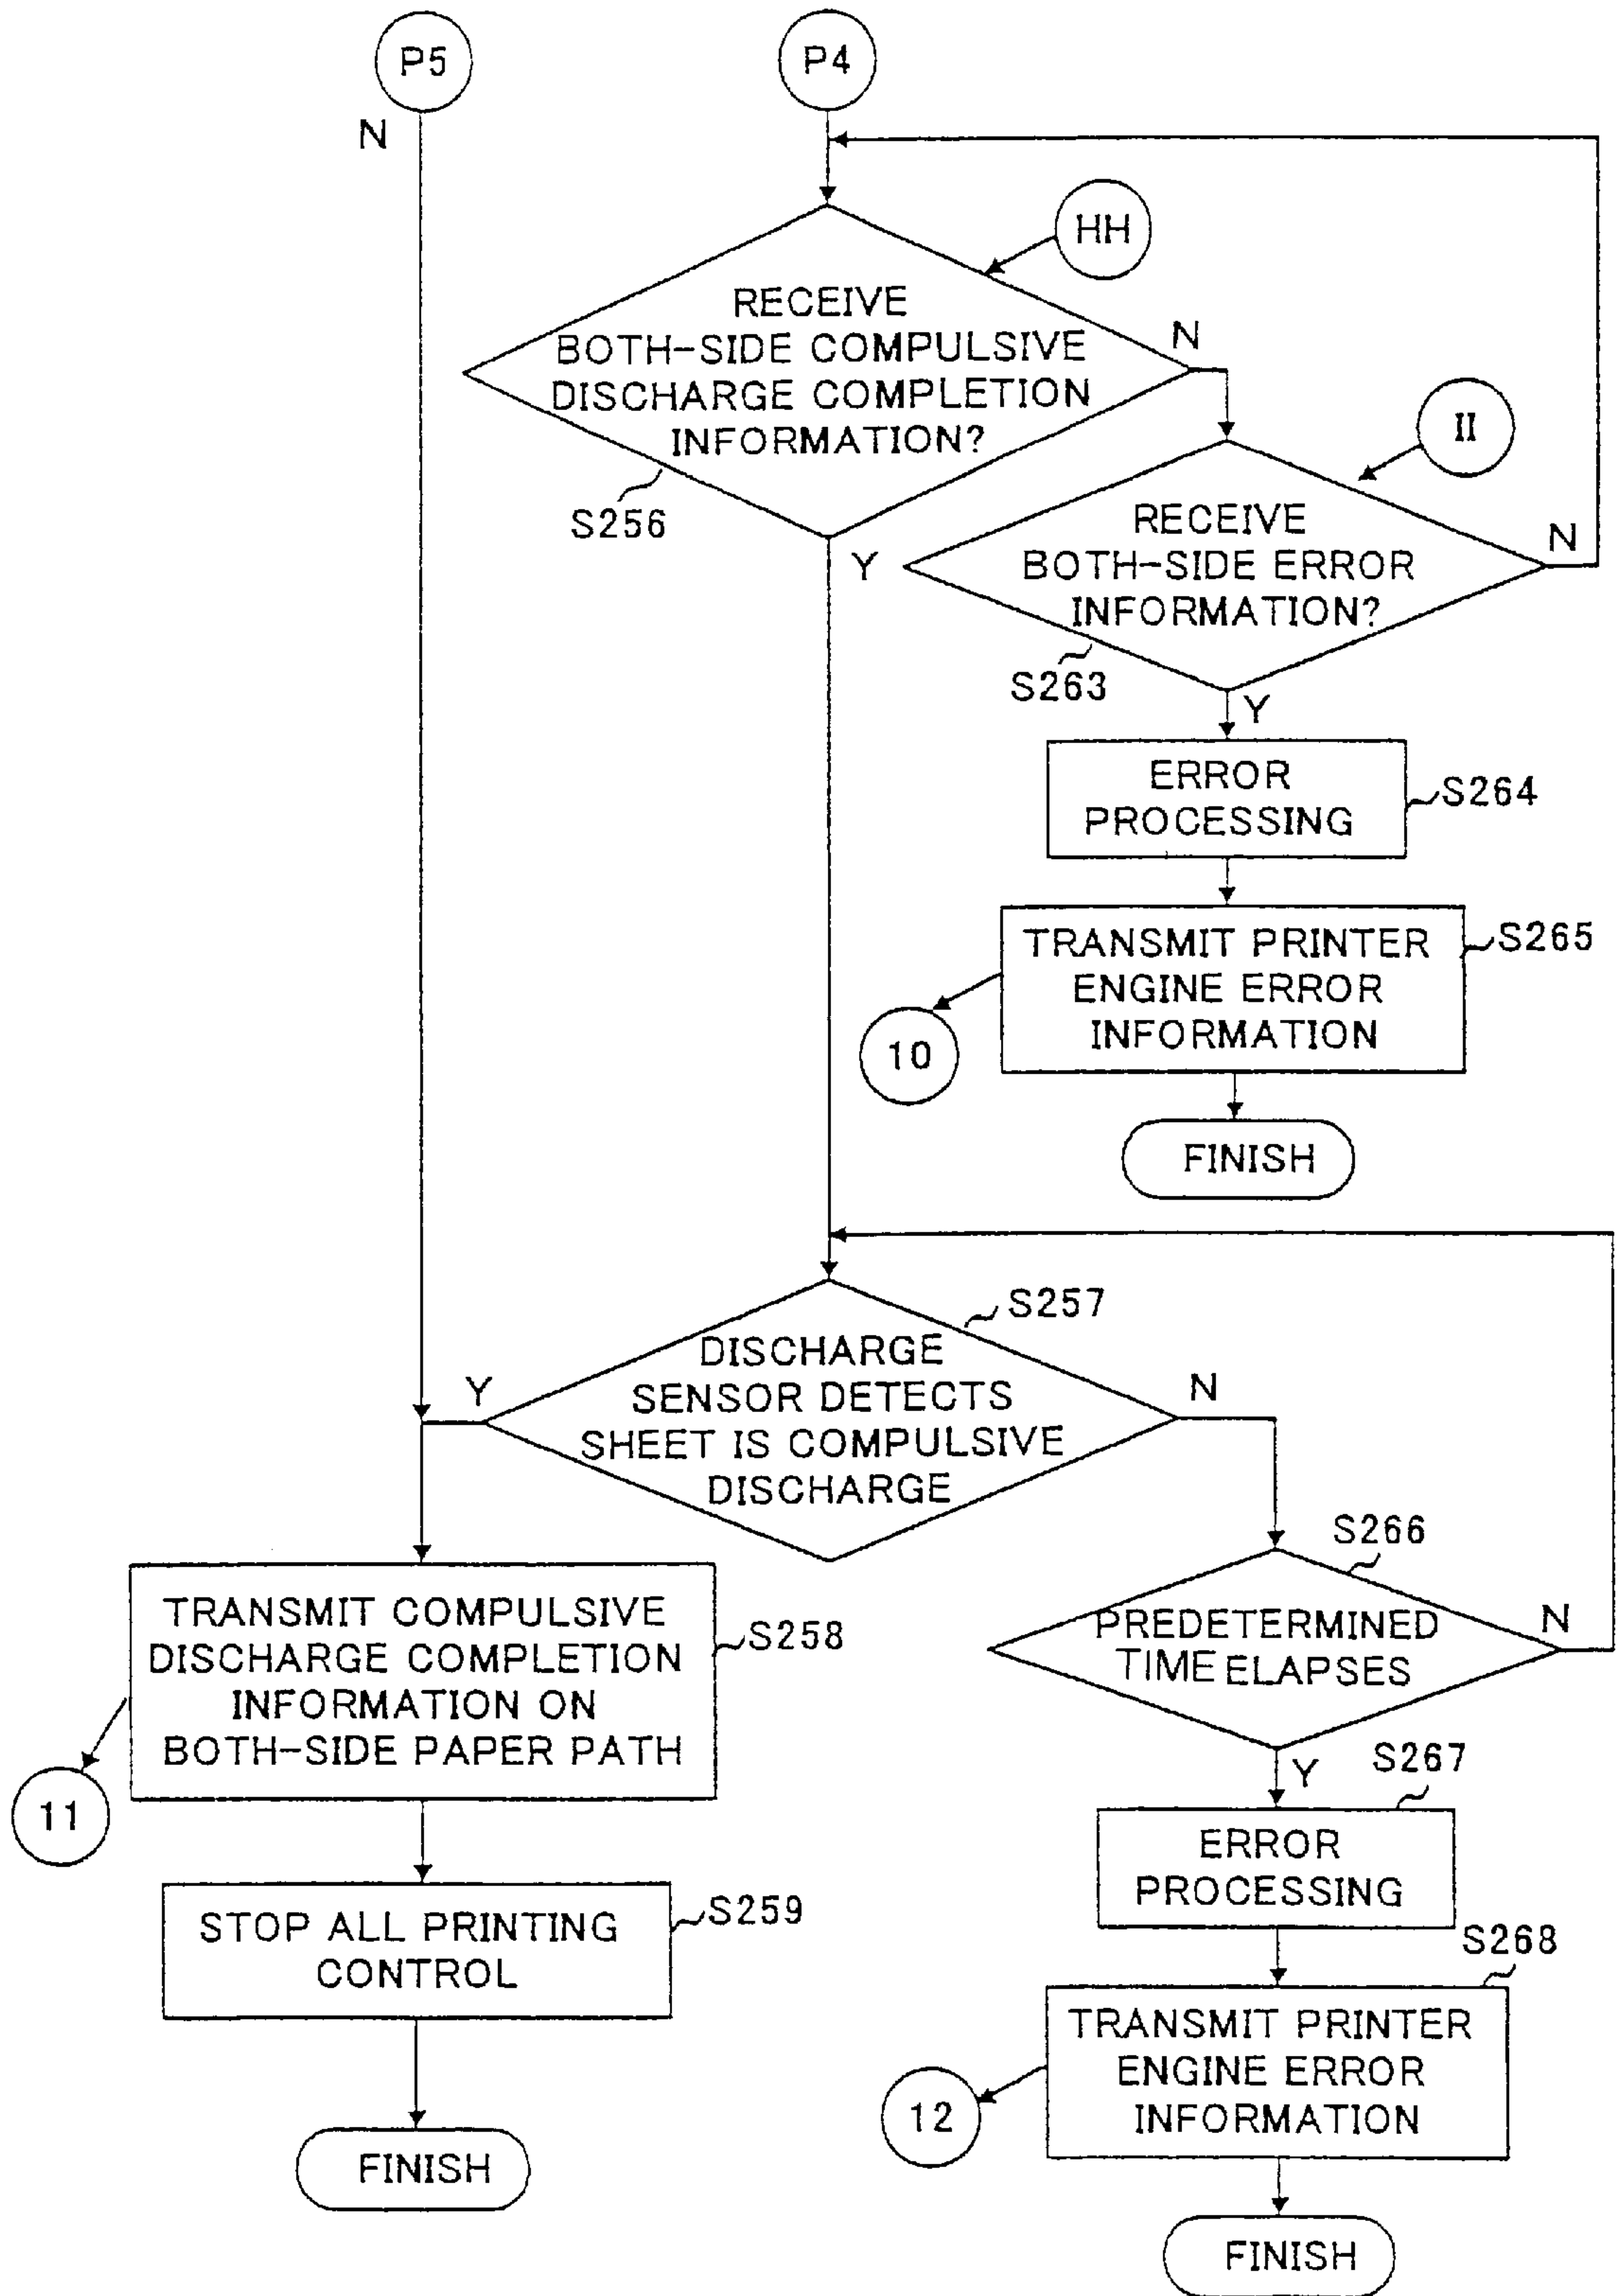 P5
P4
N
HH
RECEIVE
BOTH-SIDE COMPULSIVE
DISCHARGE COMPLETION
INFORMATION?
N
S256
Y
II
RECEIVE
BOTH-SIDE ERROR
INFORMATION?
N
S263
Y
ERROR
PROCESSING
S264
TRANSMIT PRINTER
ENGINE ERROR
INFORMATION
S265
10
FINISH
S257
DISCHARGE
SENSOR DETECTS
SHEET IS COMPULSIVE
DISCHARGE
Y
N
S266
PREDETERMINED
TIME ELAPSES
N
TRANSMIT COMPULSIVE
DISCHARGE COMPLETION
INFORMATION ON
BOTH-SIDE PAPER PATH
S258
11
Y
S267
ERROR
PROCESSING
STOP ALL PRINTING
CONTROL
S259
S268
TRANSMIT PRINTER
ENGINE ERROR
INFORMATION
12
FINISH
FINISH